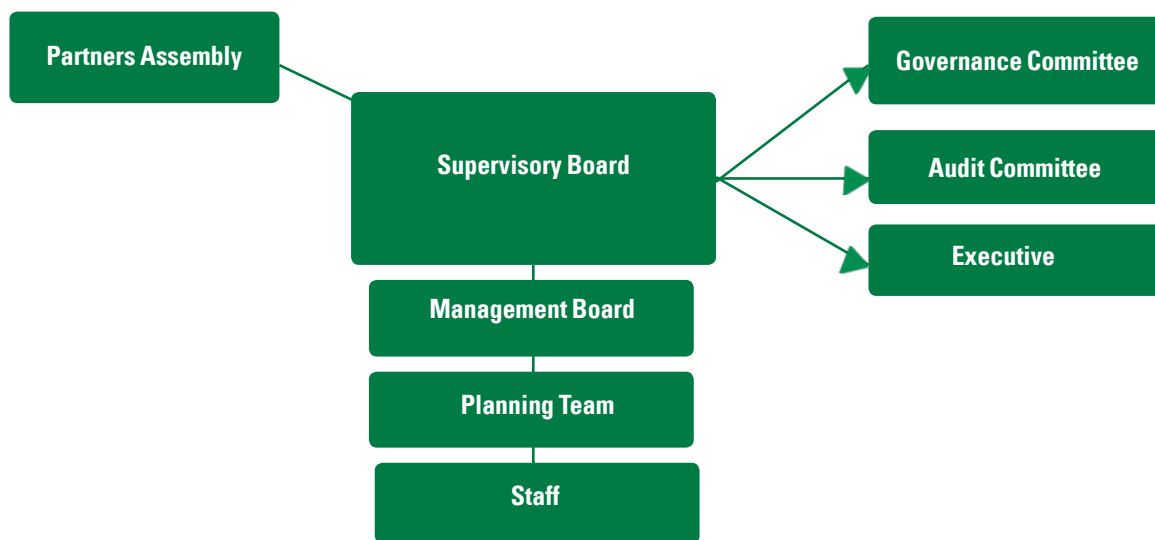 Partners Assembly
Governance Committee
Supervisory Board
Audit Committee
Executive
Management Board
Planning Team
Staff